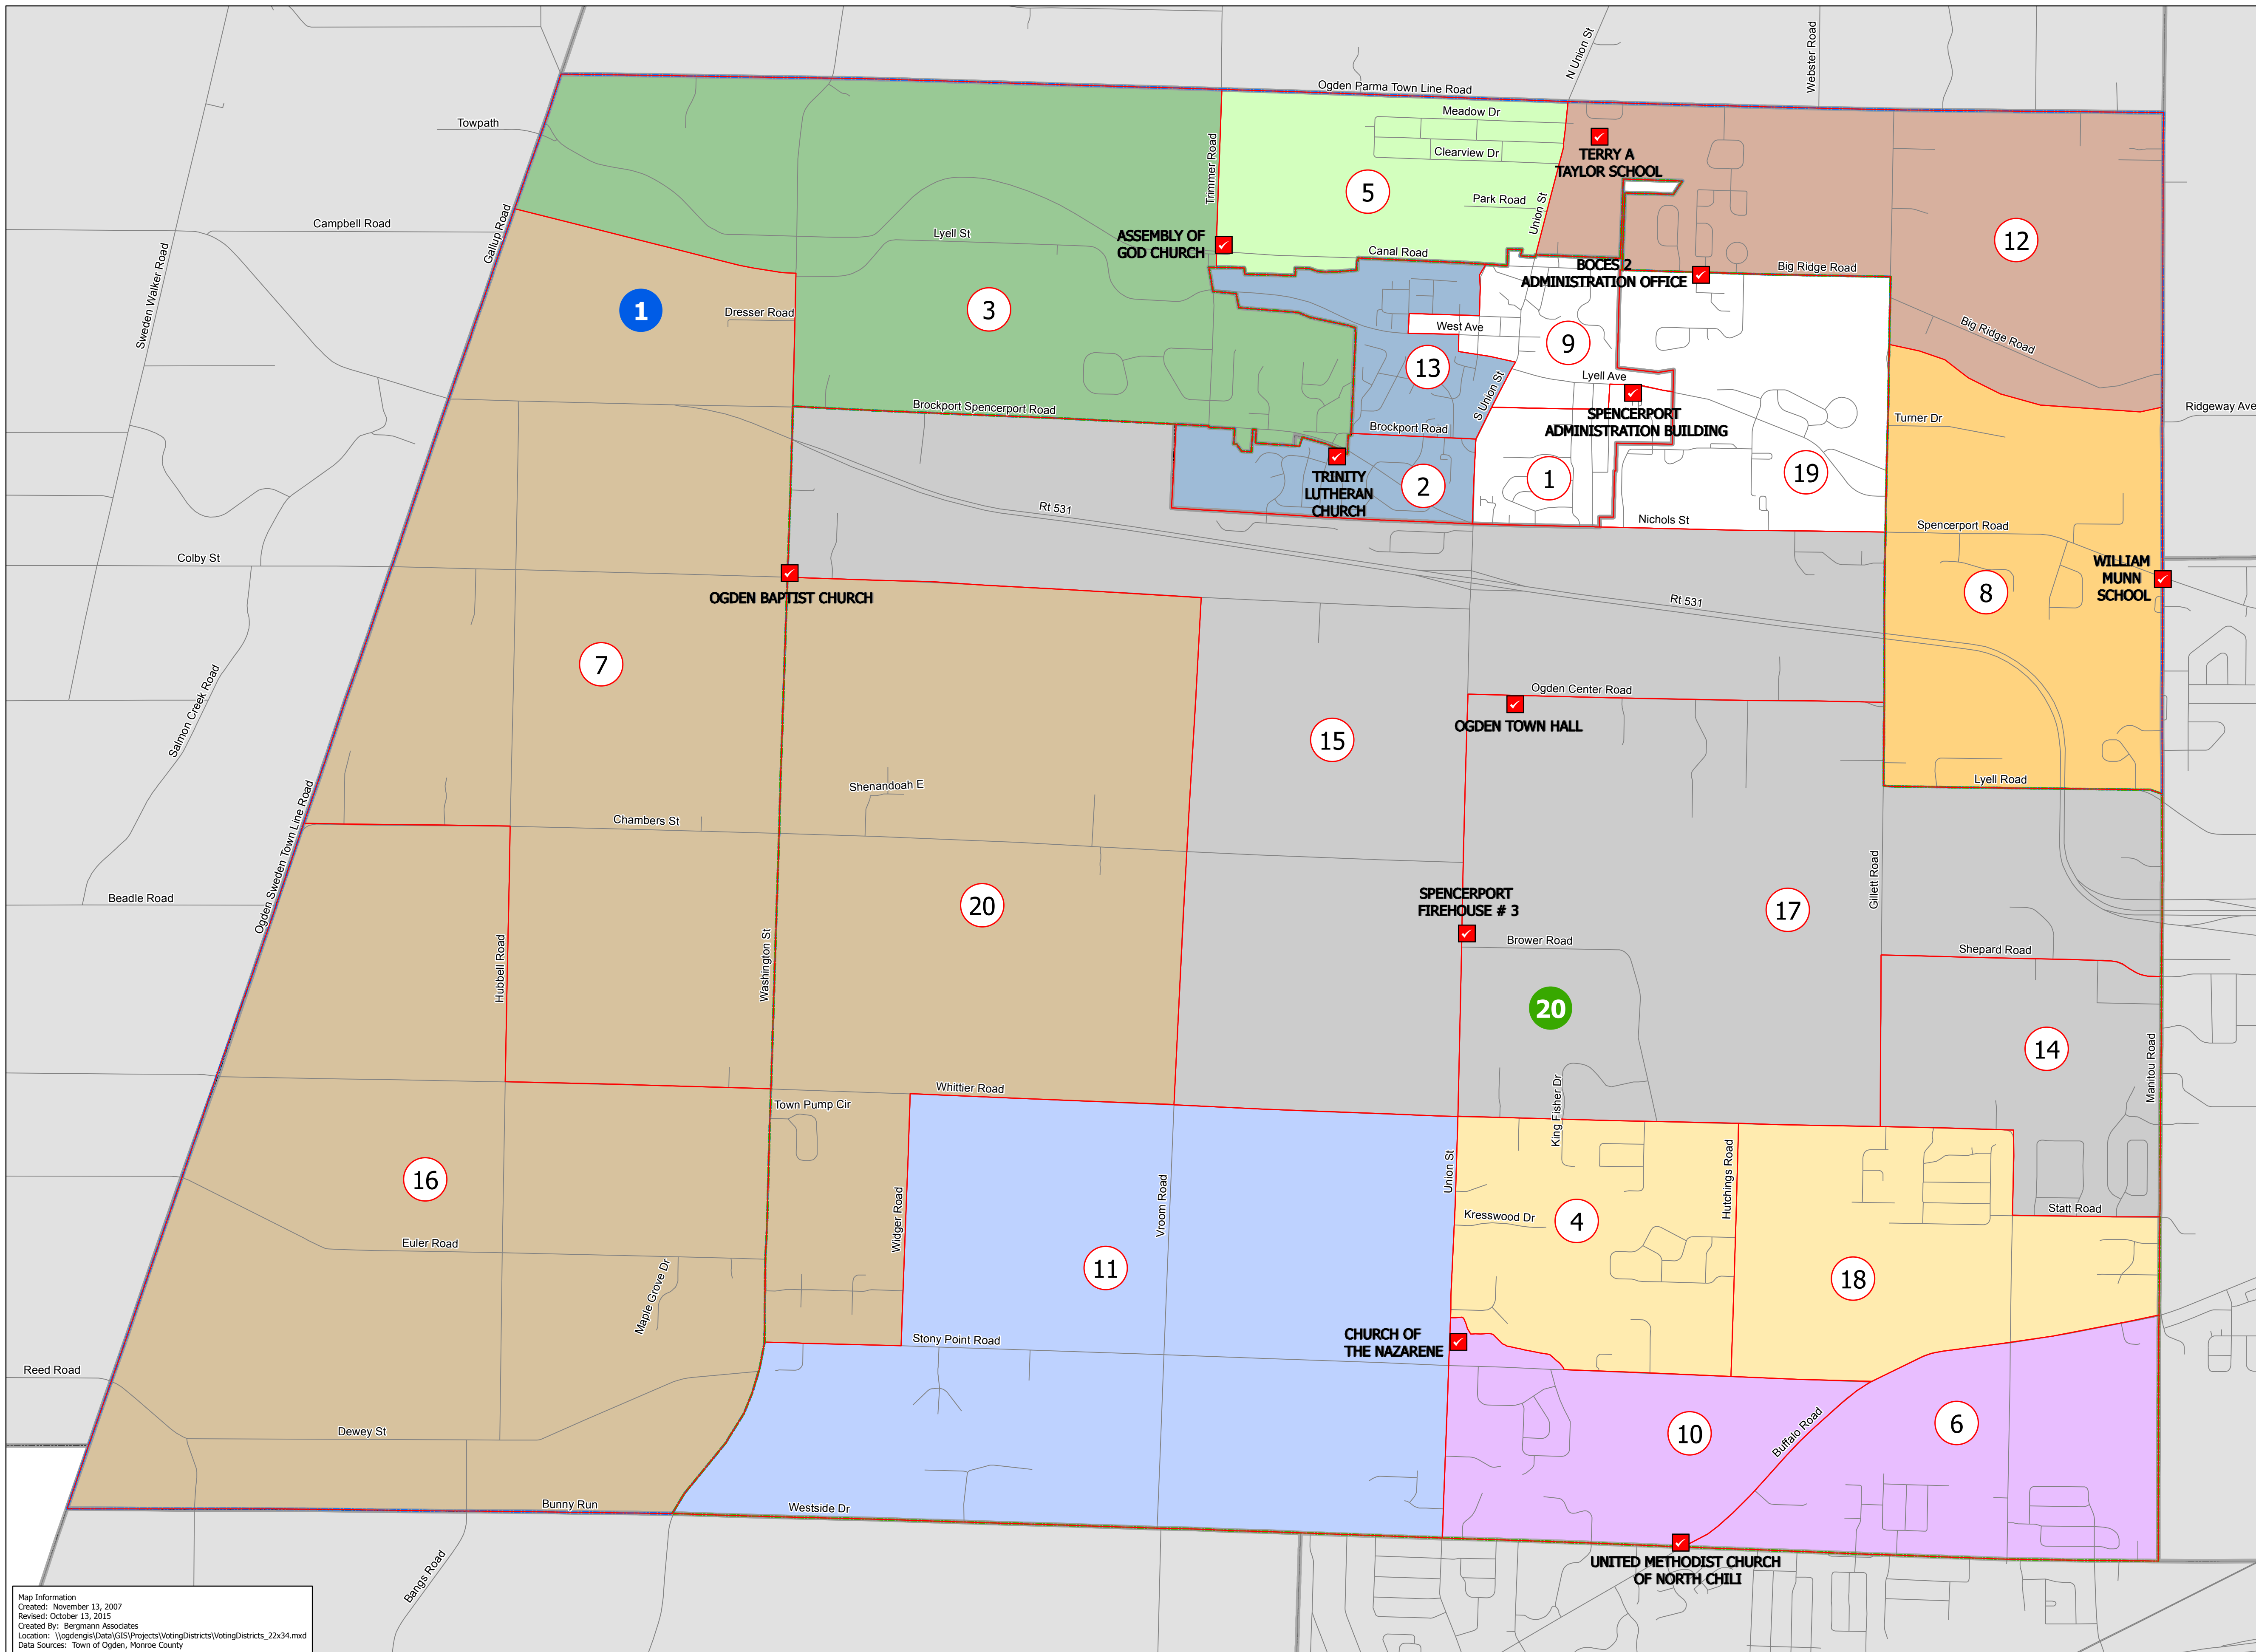 N Union St
Webster Road
Ogden Parma Town Line Road
Meadow Dr
Towpath
Clearview Dr
TERRY A
TAYLOR SCHOOL
Trimmer Road
5
Park Road
Union St
Campbell Road
Gallup Road
Lyell St
ASSEMBLY OF
GOD CHURCH
Canal Road
12
BOCES 2
ADMINISTRATION OFFICE
Big Ridge Road
Sweden Walker Road
1
Dresser Road
3
West Ave
9
Big Ridge Road
13
Lyell Ave
S Union St
Brockport Spencerport Road
SPENCERPORT
ADMINISTRATION BUILDING
Ridgeway Ave
Turner Dr
Brockport Road
TRINITY
LUTHERAN
CHURCH
2
1
19
Rt 531
Nichols St
Spencerport Road
Colby St
WILLIAM
MUNN
SCHOOL
OGDEN BAPTIST CHURCH
Rt 531
8
7
Salmon Creek Road
Ogden Center Road
OGDEN TOWN HALL
15
Shenandoah E
Lyell Road
Chambers St
Ogden Sweden Town Line Road
Gillett Road
SPENCERPORT
FIREHOUSE # 3
Beadle Road
20
17
Brower Road
Shepard Road
Hubbell Road
Washington St
20
14
Manitou Road
Whittier Road
Town Pump Cir
King Fisher Dr
16
Union St
Hutchings Road
Widger Road
Vroom Road
Kresswood Dr
4
Statt Road
Euler Road
11
18
Maple Grove Dr
Stony Point Road
CHURCH OF
THE NAZARENE
Reed Road
Dewey St
10
Buffalo Road
6
Bunny Run
Westside Dr
UNITED METHODIST CHURCH
OF NORTH CHILI
Bangs Road
Map Information
Created: November 13, 2007
Revised: October 13, 2015
Created By: Bergmann Associates
Location: \\ogdengis\Data\GIS\Projects\VotingDistricts\VotingDistricts_22x34.mxd
Data Sources: Town of Ogden, Monroe County